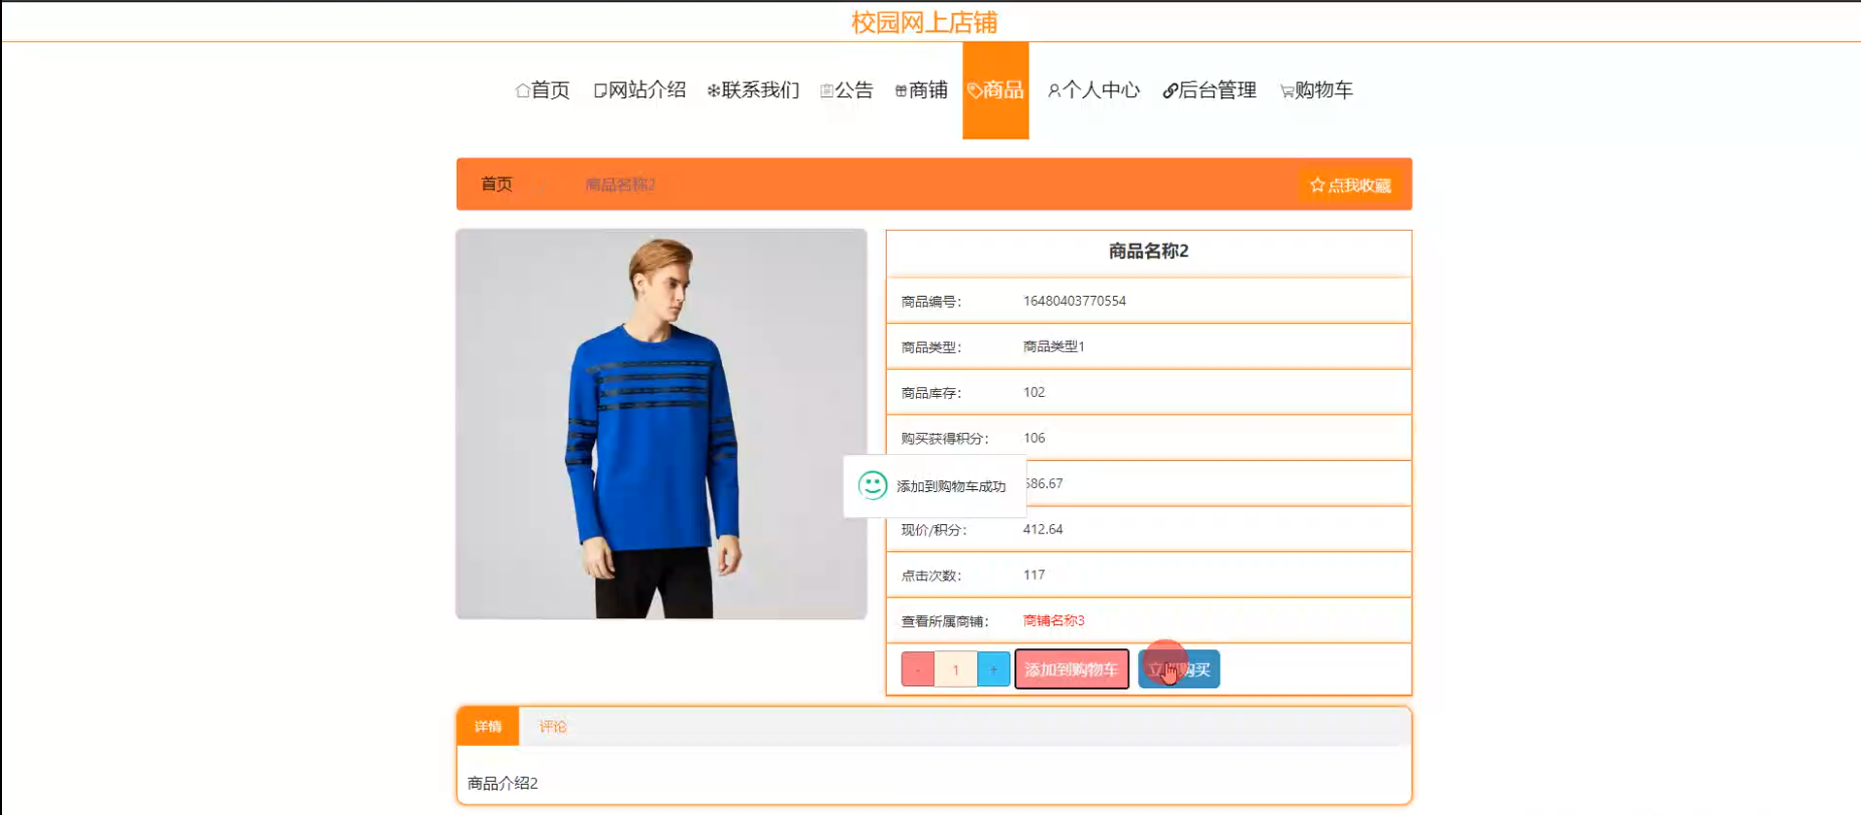 校园网上店铺
首页 网站介绍 联系我们 公告 商铺 商品 个人中心 后台管理 购物车
首页 商品名称2 点我收藏
商品名称2
商品编号: 16480403770554
商品类型: 商品类型1
商品库存: 102
购买获得积分: 106
添加到购物车成功
686.67
现价/积分: 412.64
点击次数: 117
查看所属商铺: 商铺名称3
- 1 + 添加到购物车 立即购买
详情 评论
商品介绍2